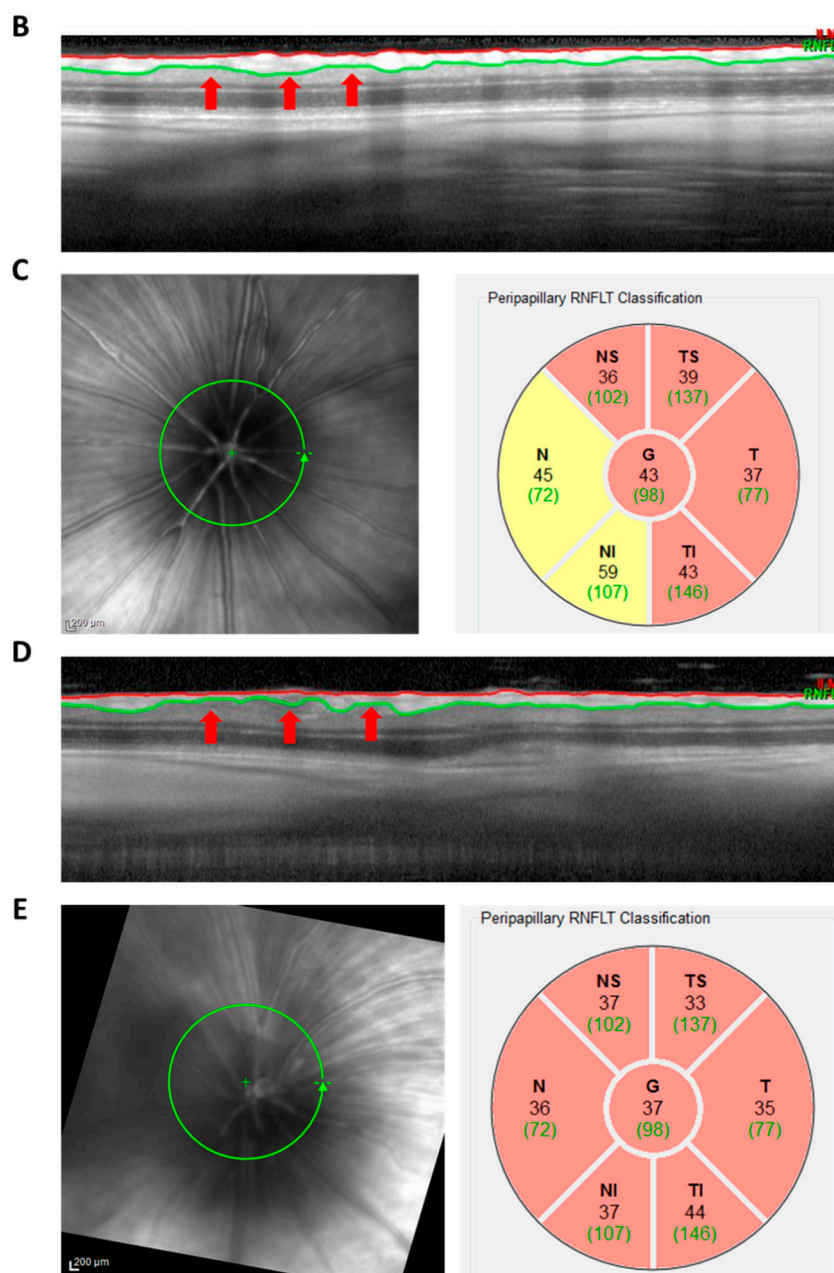 B
RNFL
C
Peripapillary RNFLT Classification
NS
36
(102)
TS
39
(137)
N
45
(72)
G
43
(98)
T
37
(77)
NI
59
(107)
TI
43
(146)
200 µm
D
RNFL
E
Peripapillary RNFLT Classification
NS
37
(102)
TS
33
(137)
N
36
(72)
G
37
(98)
T
35
(77)
NI
37
(107)
TI
44
(146)
200 µm